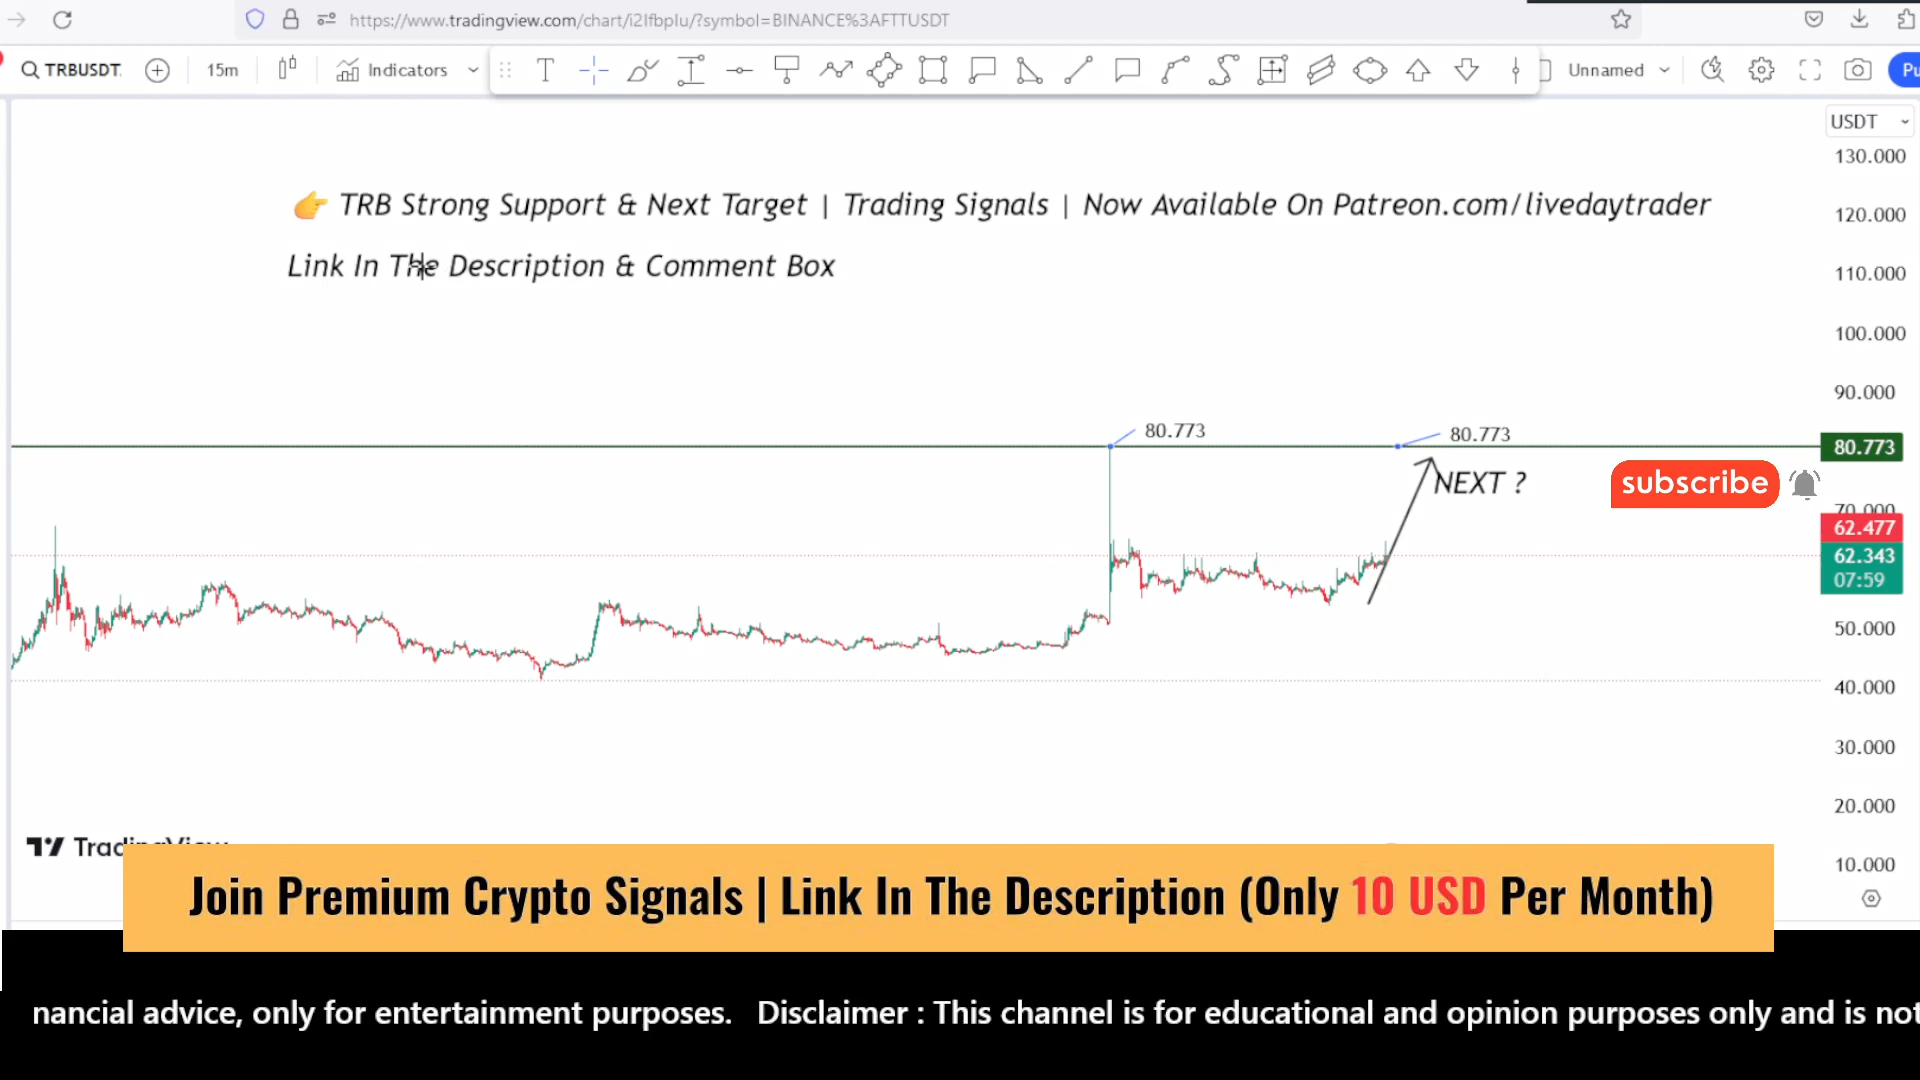 https://www.tradingview.com/chart/i2Ifbplu/?symbol=BINANCE%3AFTTUSDT
TRBUSDT 15m Indicators Unnamed Pu
USDT
130.000
👉 TRB Strong Support & Next Target | Trading Signals | Now Available On Patreon.com/livedaytrader
120.000
Link In The Description & Comment Box
110.000
100.000
90.000
80.773 80.773 80.773
NEXT ?
subscribe
70.000
62.477
62.343
07:59
50.000
40.000
30.000
20.000
TradingView
10.000
Join Premium Crypto Signals | Link In The Description (Only 10 USD Per Month)
nancial advice, only for entertainment purposes. Disclaimer : This channel is for educational and opinion purposes only and is not